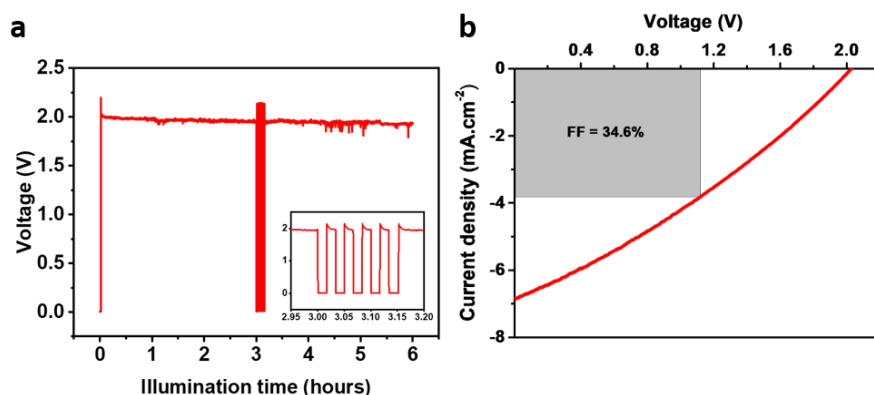 a
2.5
2.0
1.5
1.0
0.5
0.0
Voltage (V)
0 1 2 3 4 5 6
Illumination time (hours)
2
1
0
2.95 3.00 3.05 3.10 3.15 3.20
b
Voltage (V)
0.4 0.8 1.2 1.6 2.0
0
-2
-4
-6
-8
Current density (mA.cm-2)
FF = 34.6%